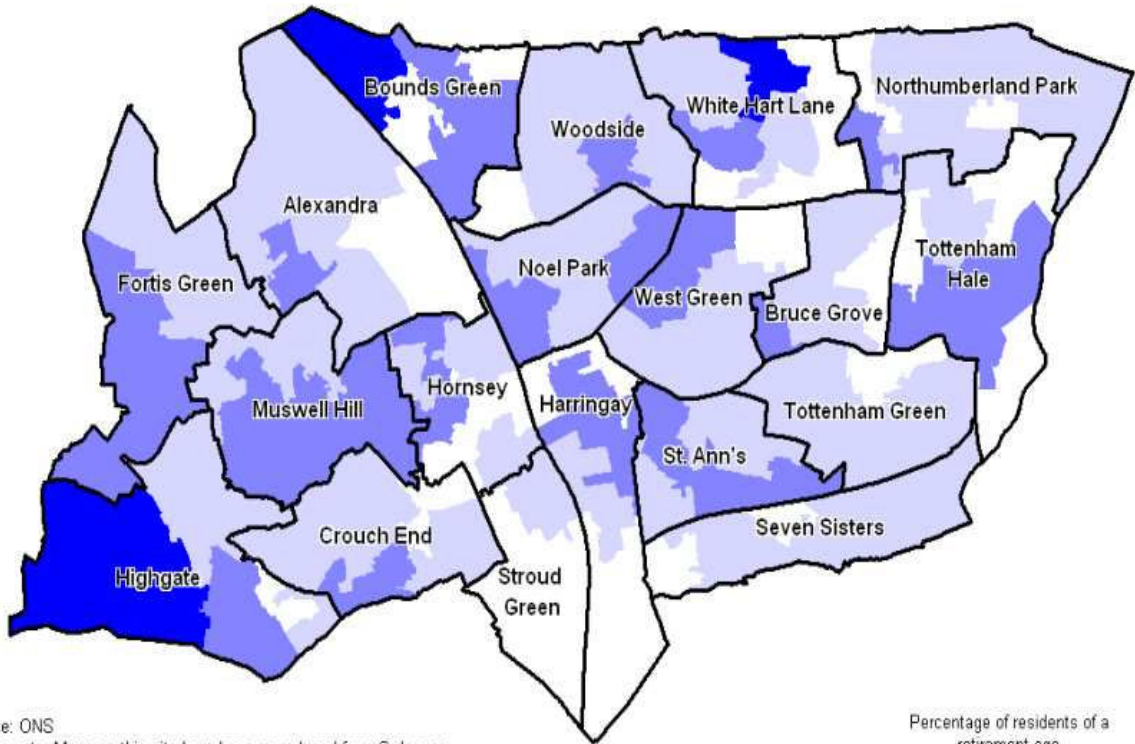 Bounds Green
White Hart Lane
Northumberland Park
Woodside
Alexandra
Tottenham
Hale
Fortis Green
Noel Park
West Green
Bruce Grove
Hornsey
Muswell Hill
Harringay
Tottenham Green
St. Ann's
Seven Sisters
Crouch End
Highgate
Stroud
Green
e: ONS
Percentage of residents of a
retirement age